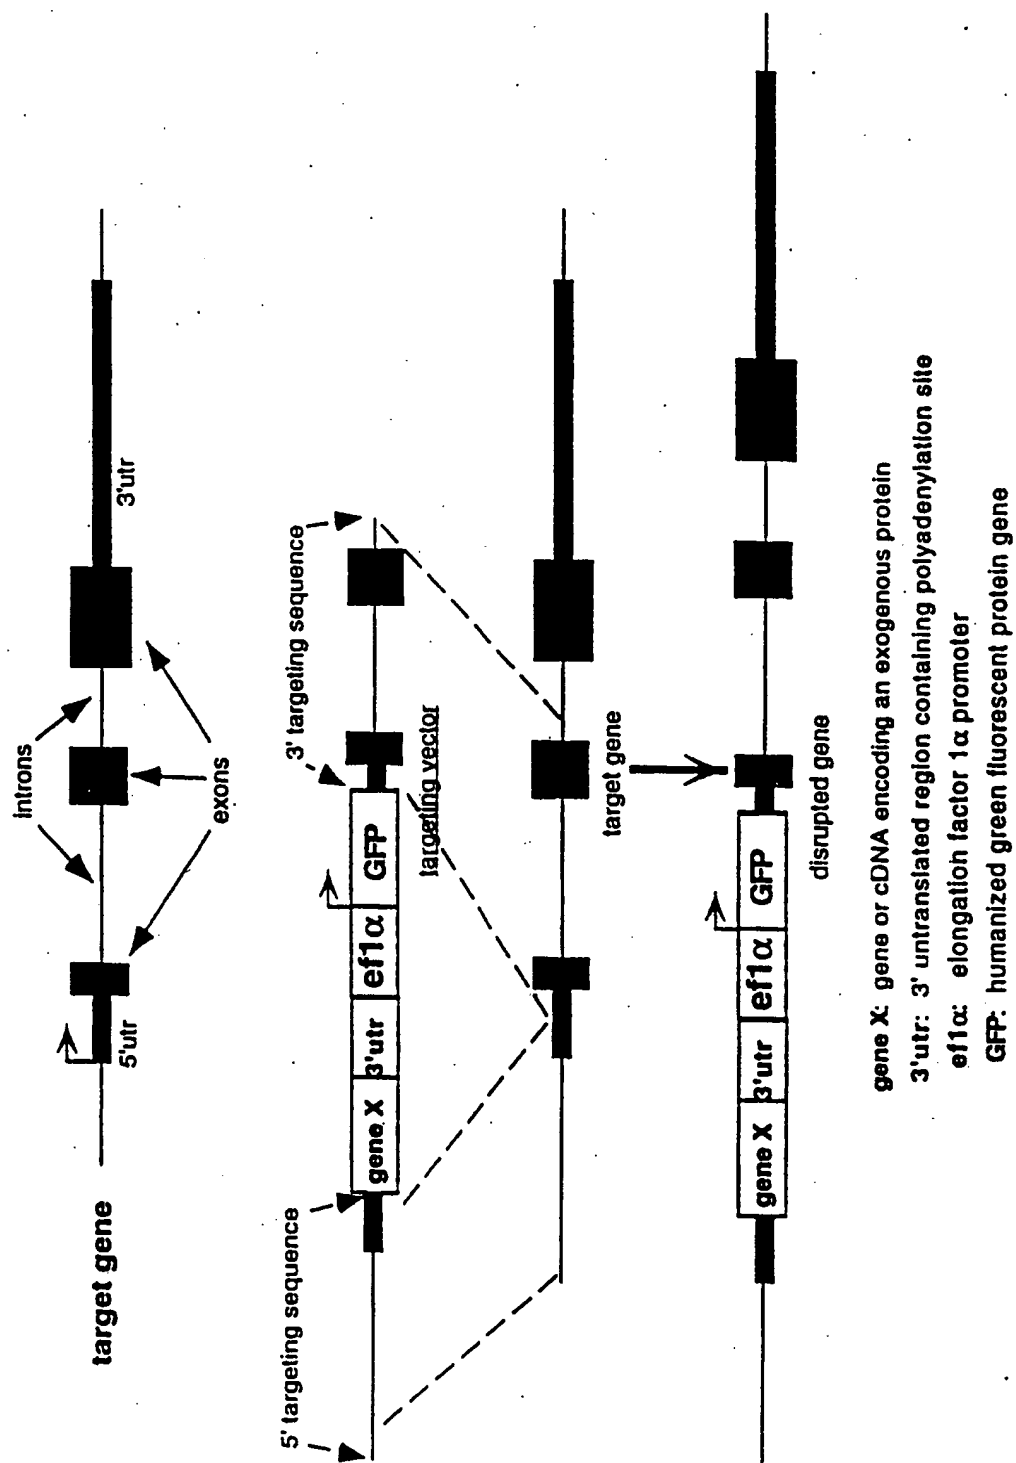 target gene
5'utr
introns
exons
3'utr
5' targeting sequence
3' targeting sequence
gene X 3'utr ef1α GFP
targeting vector
target gene
gene X 3'utr ef1α GFP
disrupted gene
gene X: gene or cDNA encoding an exogenous protein
3'utr: 3' untranslated region containing polyadenylation site
ef1α: elongation factor 1α promoter
GFP: humanized green fluorescent protein gene